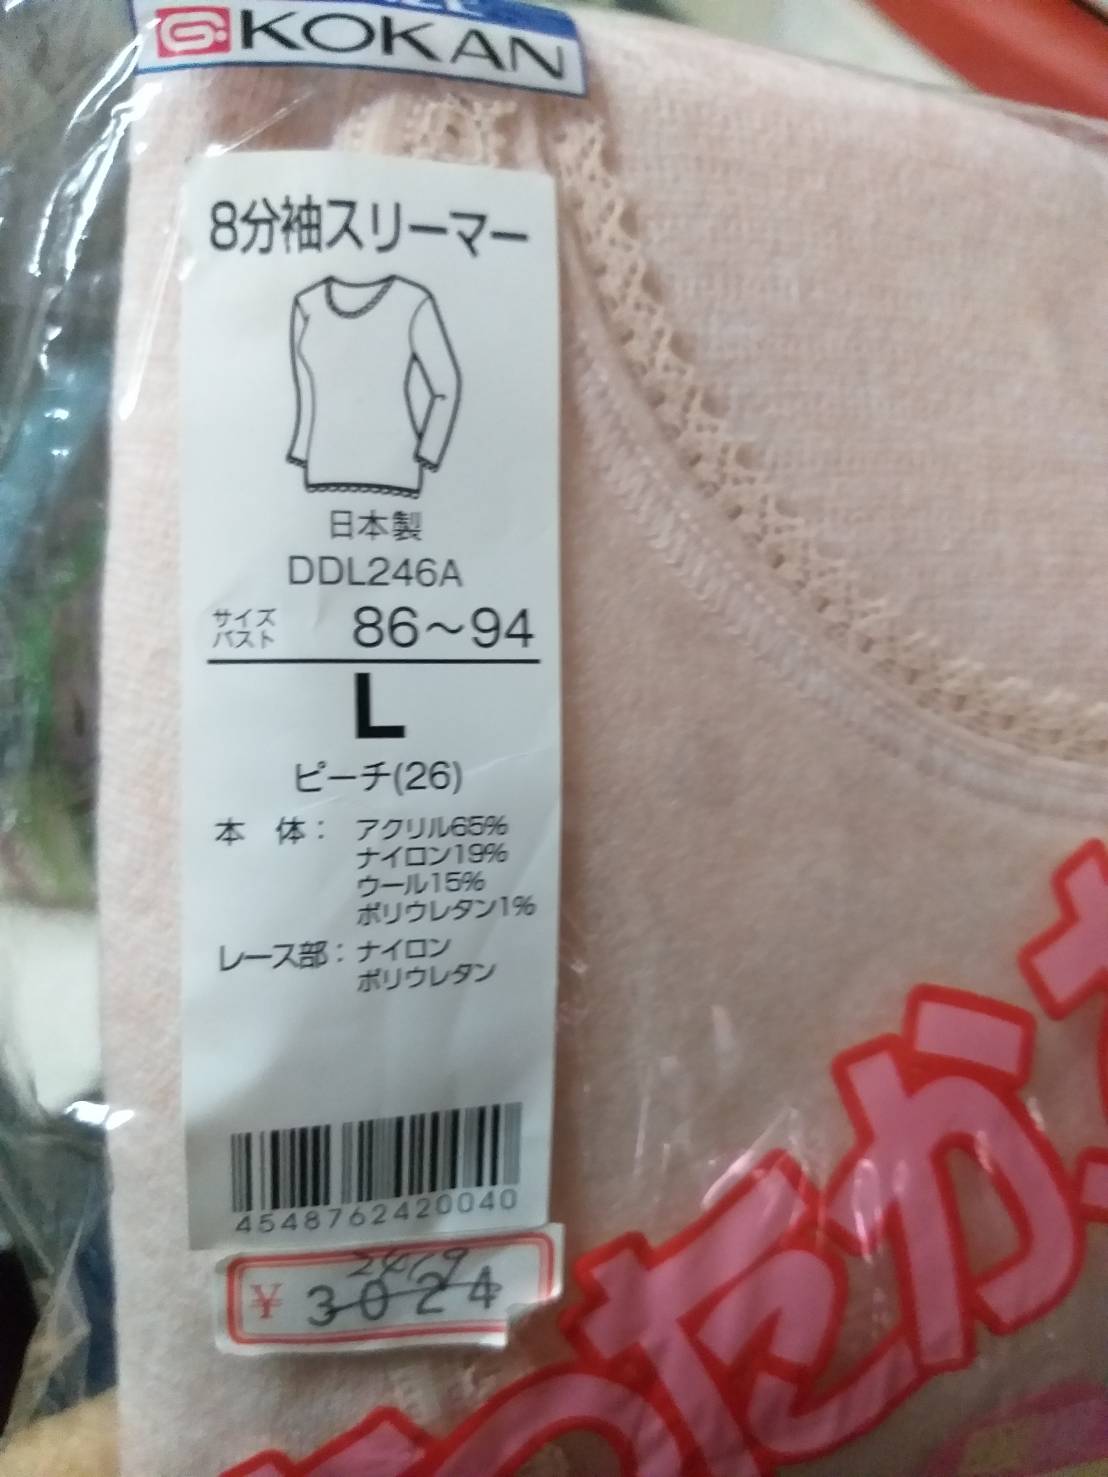 KOKAN
8分袖スリーマー
日本製
DDL246A
サイズ
バスト 86～94
L
ピーチ(26)
本 体： アクリル65%
ナイロン19%
ウール15%
ポリウレタン1%
レース部： ナイロン
ポリウレタン
4548762420040
¥ 3024
ったか